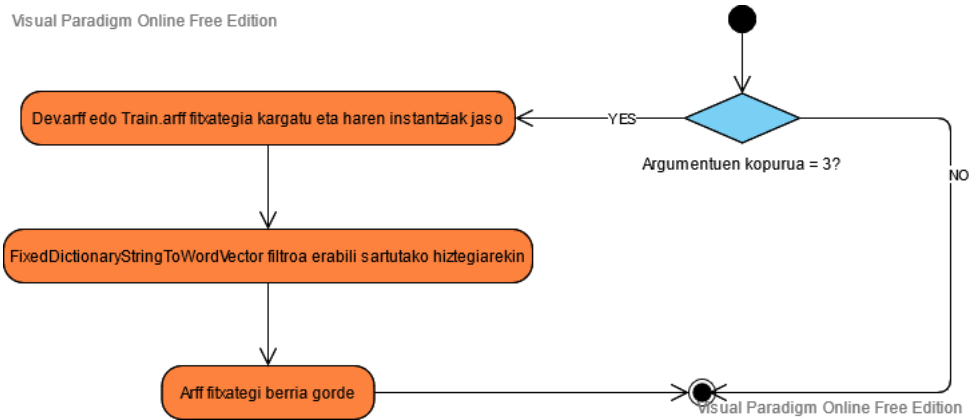 Visual Paradigm Online Free Edition
Dev.arff edo Train.arff fitxategia kargatu eta haren instantziak jaso
YES
Argumentuen kopurua = 3?
NO
FixedDictionaryStringToWordVector filtroa erabili sartutako hiztegiarekin
Arff fitxategi berria gorde
Visual Paradigm Online Free Edition